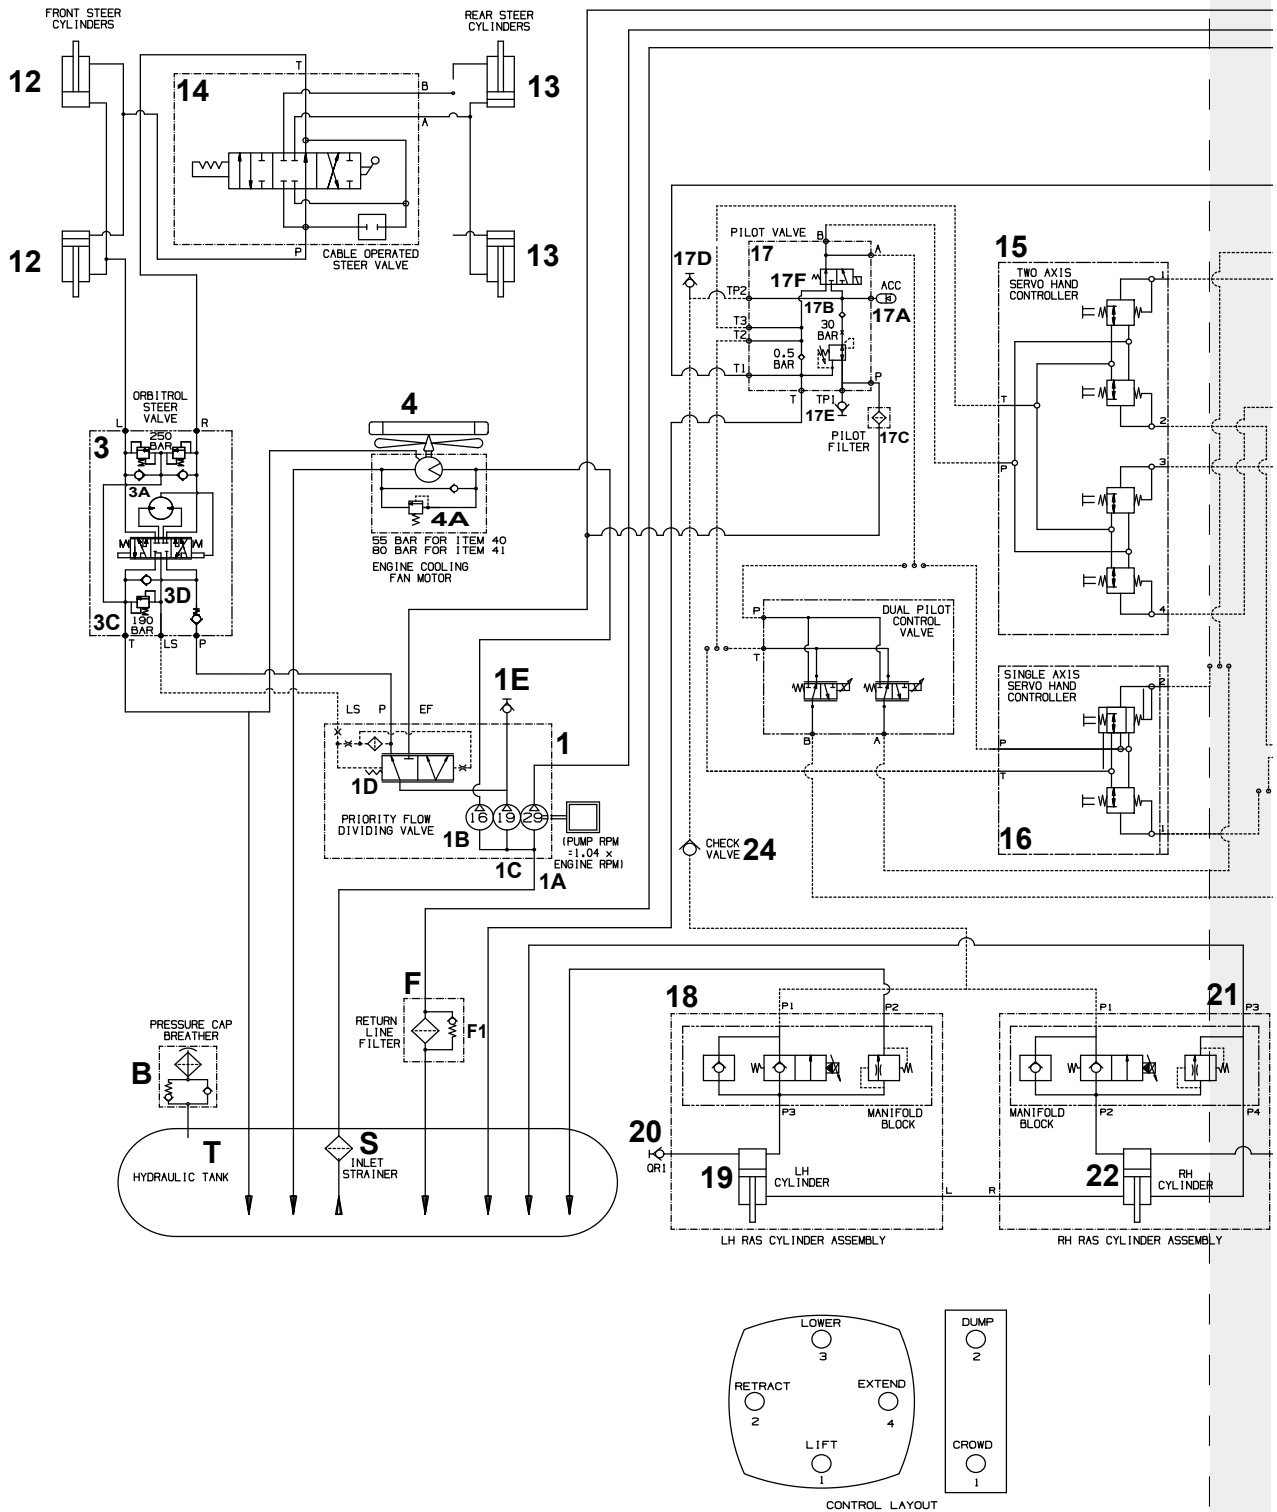 FRONT STEER
CYLINDERS
REAR STEER
CYLINDERS
12
14
T
B
13
A
12
P
CABLE OPERATED
STEER VALVE
13
ORBITROL
STEER
VALVE
L
R
3
250
BAR
3A
3D
3C
190
BAR
T
LS
P
4
4A
55 BAR FOR ITEM 40
80 BAR FOR ITEM 41
ENGINE COOLING
FAN MOTOR
PILOT VALVE
B
A
17
17D
17F
ACC
TP2
17B
17A
T3
30
BAR
T2
0.5
BAR
T1
P
T
TP1
17E
PILOT
FILTER
17C
15
TWO AXIS
SERVO HAND
CONTROLLER
1
T
2
P
3
4
P
DUAL PILOT
CONTROL
VALVE
T
B
A
SINGLE AXIS
SERVO HAND
CONTROLLER
2
P
T
1
16
1E
LS
P
EF
1
1D
PRIORITY FLOW
DIVIDING VALVE
1B
16
19
29
(PUMP RPM
=1.04 x
ENGINE RPM)
1C
1A
CHECK
VALVE
24
F
RETURN
LINE
FILTER
F1
PRESSURE CAP
BREATHER
B
T
HYDRAULIC TANK
S
INLET
STRAINER
18
P1
P2
MANIFOLD
BLOCK
P3
20
QR1
19
LH
CYLINDER
L
LH RAS CYLINDER ASSEMBLY
21
P1
P3
MANIFOLD
BLOCK
P2
P4
22
RH
CYLINDER
R
RH RAS CYLINDER ASSEMBLY
LOWER
3
RETRACT
2
EXTEND
4
LIFT
1
DUMP
2
CROWD
1
CONTROL LAYOUT